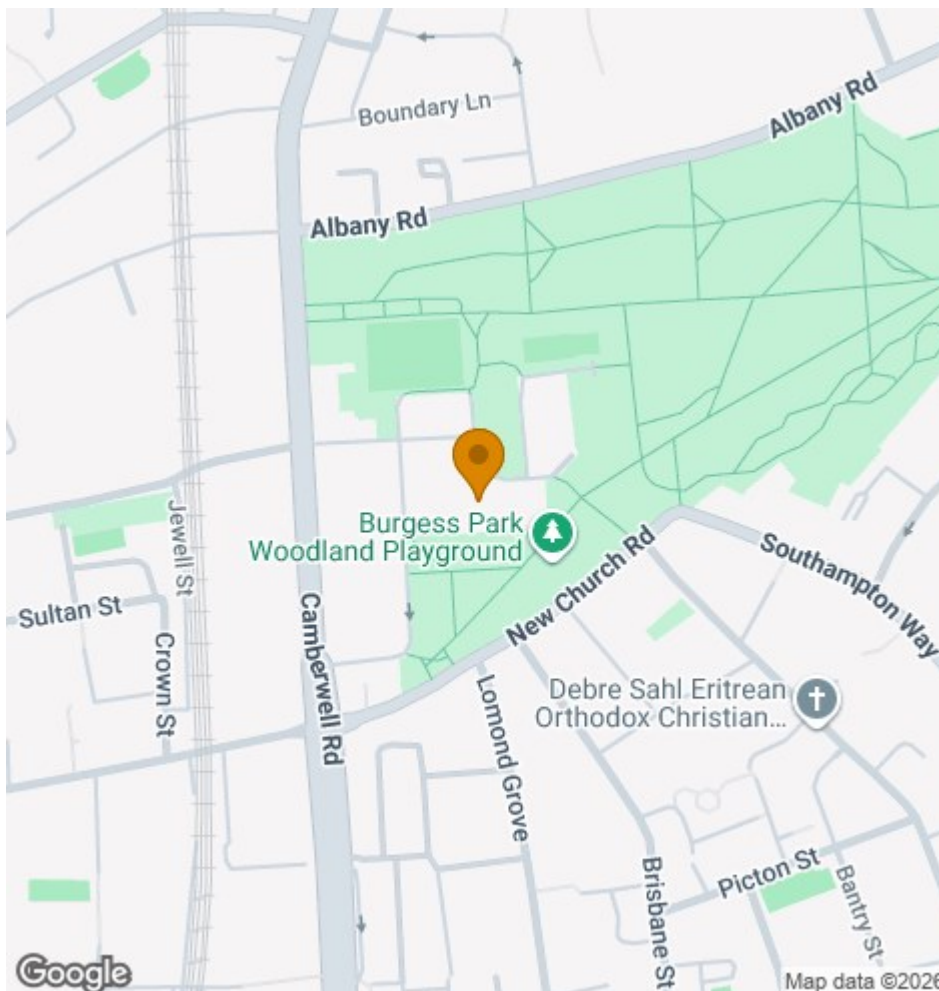 Boundary Ln
Albany Rd
Albany Rd
Burgess Park
Woodland Playground
Jewell St
New Church Rd
Southampton Way
Sultan St
Crown St
Camberwell Rd
Lomond Grove
Debre Sahl Eritrean
Orthodox Christian...
Brisbane St
Picton St
Bantry St
Google
Map data ©2026